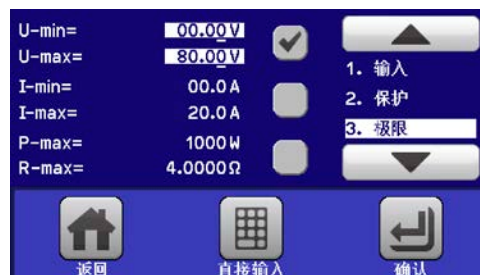 U-min= 00.00V
U-max= 80.00V
I-min= 00.0A
I-max= 20.0A
P-max= 1000W
R-max= 4.0000Ω
1. 输入
2. 保护
3. 极限
返回 直接输入 确认